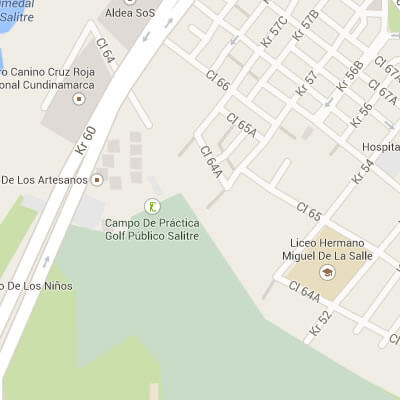 medal
Salitre
Aldea SoS
Cl 64
Kr 57C
Kr 57B
Cl 66
Kr 57
Kr 56B
Cl 67A
Cl 67A
Kr 56
o Canino Cruz Roja
onal Cundinamarca
Kr 60
Cl 65A
Cl 64A
Hospita
Kr 54
De Los Artesanos
Cl 65
Campo De Práctica
Golf Público Salitre
Liceo Hermano
Miguel De La Salle
o De Los Niños
Cl 64A
Kr 52